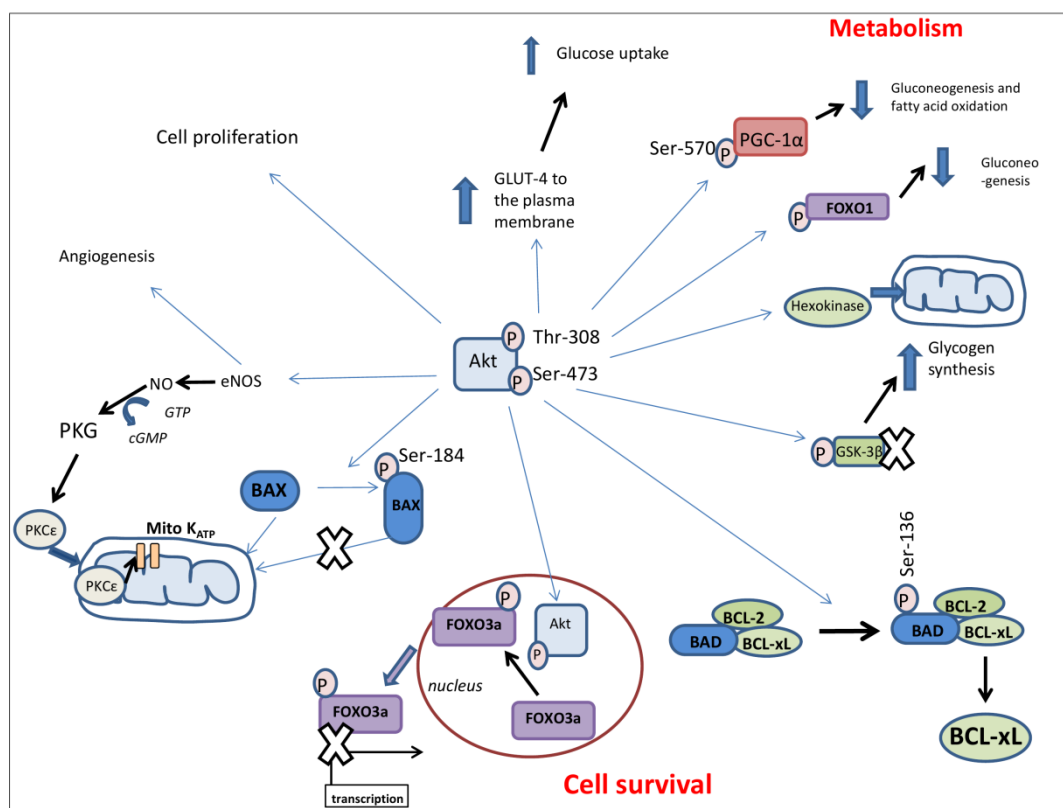 Metabolism
Glucose uptake
Gluconeogenesis and
fatty acid oxidation
Ser-570
P
PGC-1α
Cell proliferation
GLUT-4 to
the plasma
membrane
Gluconeo
-genesis
P
FOXO1
Angiogenesis
Hexokinase
Akt
P
Thr-308
P
Ser-473
Glycogen
synthesis
NO
eNOS
GTP
cGMP
PKG
P
GSK-3β
Ser-184
P
BAX
BAX
PKCε
Mito KATP
PKCε
Ser-136
P
BAD
BCL-2
BCL-xL
BAD
BCL-2
BCL-xL
BCL-xL
P
FOXO3a
Akt
P
nucleus
FOXO3a
P
FOXO3a
transcription
Cell survival